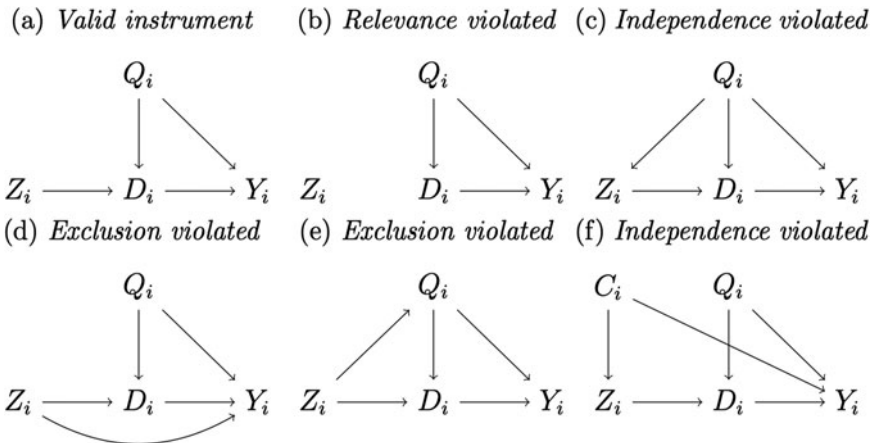 (a) Valid instrument (b) Relevance violated (c) Independence violated
Q_i Q_i Q_i
Z_i D_i Y_i Z_i D_i Y_i Z_i D_i Y_i
(d) Exclusion violated (e) Exclusion violated (f) Independence violated
Q_i Q_i C_i Q_i
Z_i D_i Y_i Z_i D_i Y_i Z_i D_i Y_i